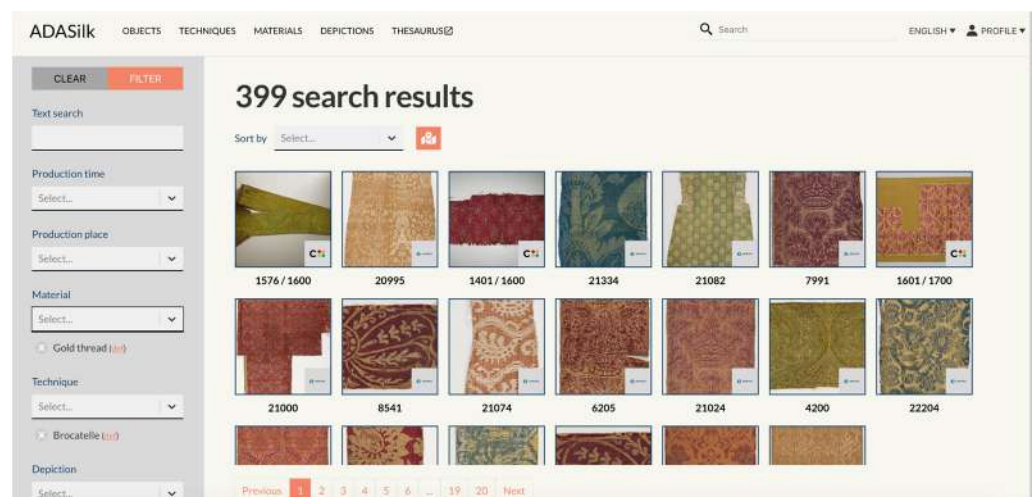 ADASilk OBJECTS TECHNIQUES MATERIALS DEPICTIONS THESAURUS Search ENGLISH PROFILE
CLEAR FILTER
Text search
Production time
Select...
Production place
Select...
Material
Select...
Gold thread
Technique
Select...
Brocatelle
Depiction
Select...
399 search results
Sort by Select...
1576 / 1600 20995 1401 / 1600 21334 21082 7991 1601 / 1700
21000 8541 21074 6205 21024 4200 22204
Previous 1 2 3 4 5 6 ... 19 20 Next